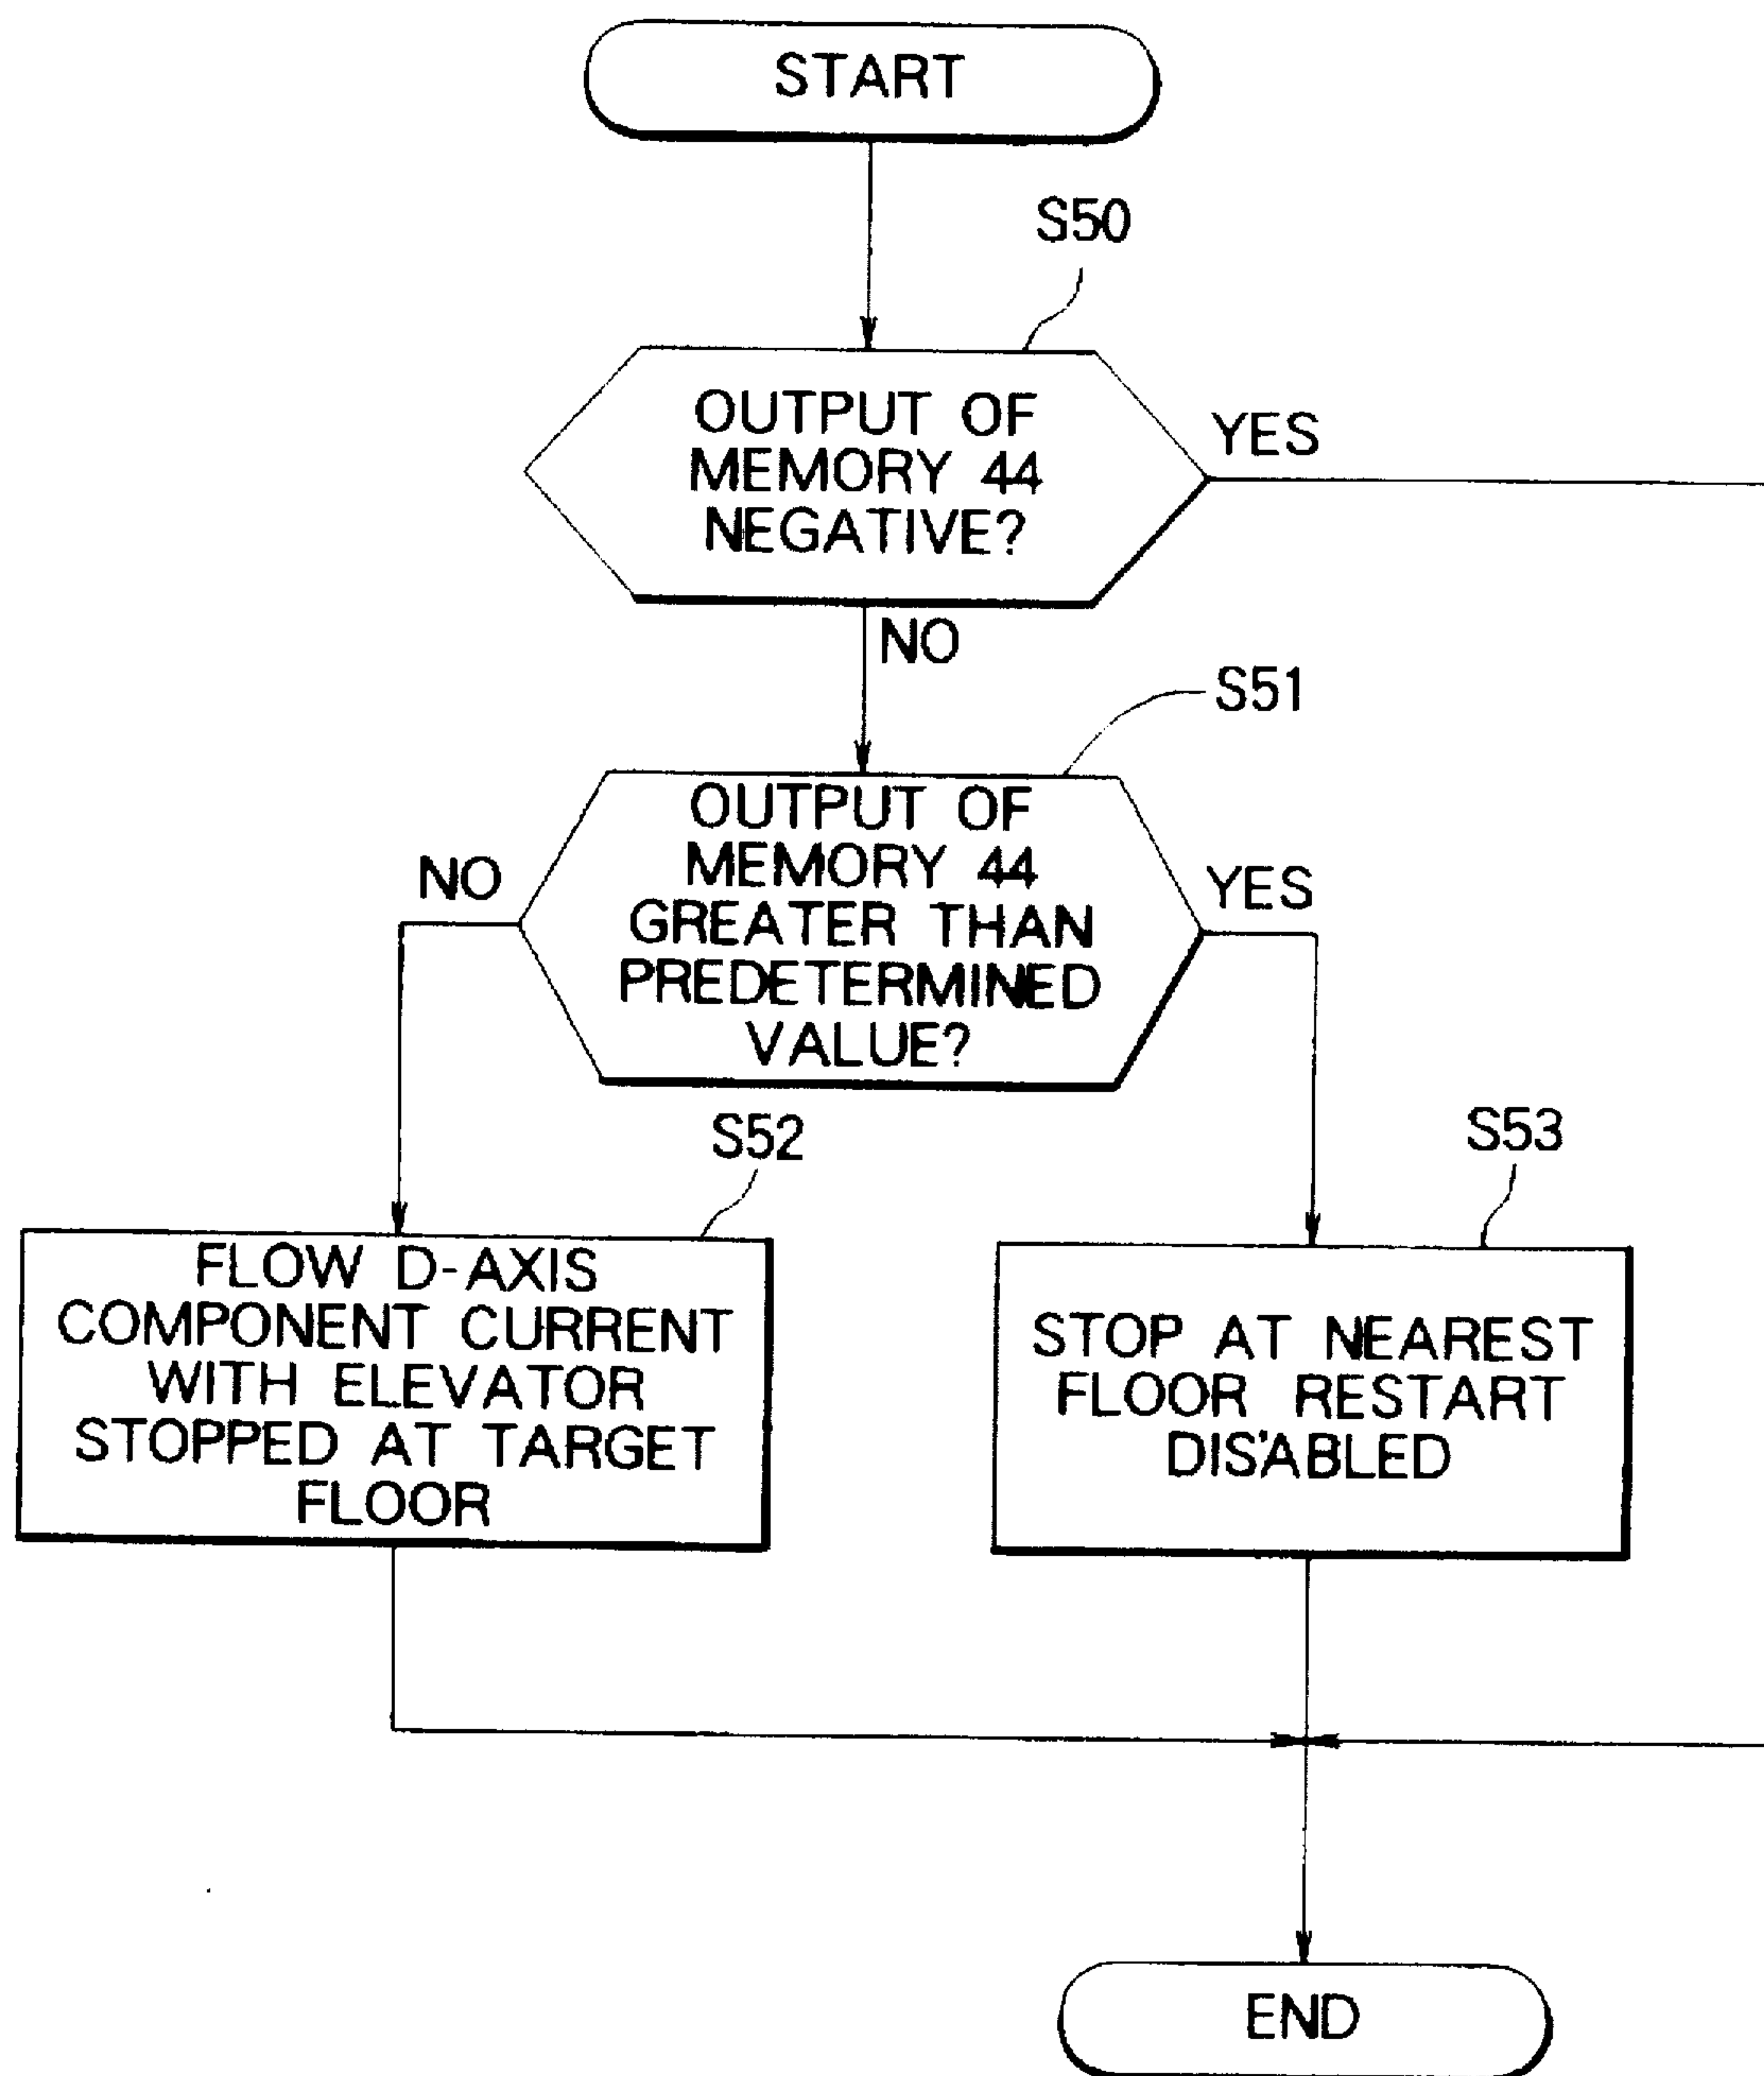 START
S50
OUTPUT OF
MEMORY 44
NEGATIVE?
YES
NO
S51
OUTPUT OF
MEMORY 44
GREATER THAN
PREDETERMINED
VALUE?
NO
YES
S52
S53
FLOW D-AXIS
COMPONENT CURRENT
WITH ELEVATOR
STOPPED AT TARGET
FLOOR
STOP AT NEAREST
FLOOR RESTART
DISABLED
END